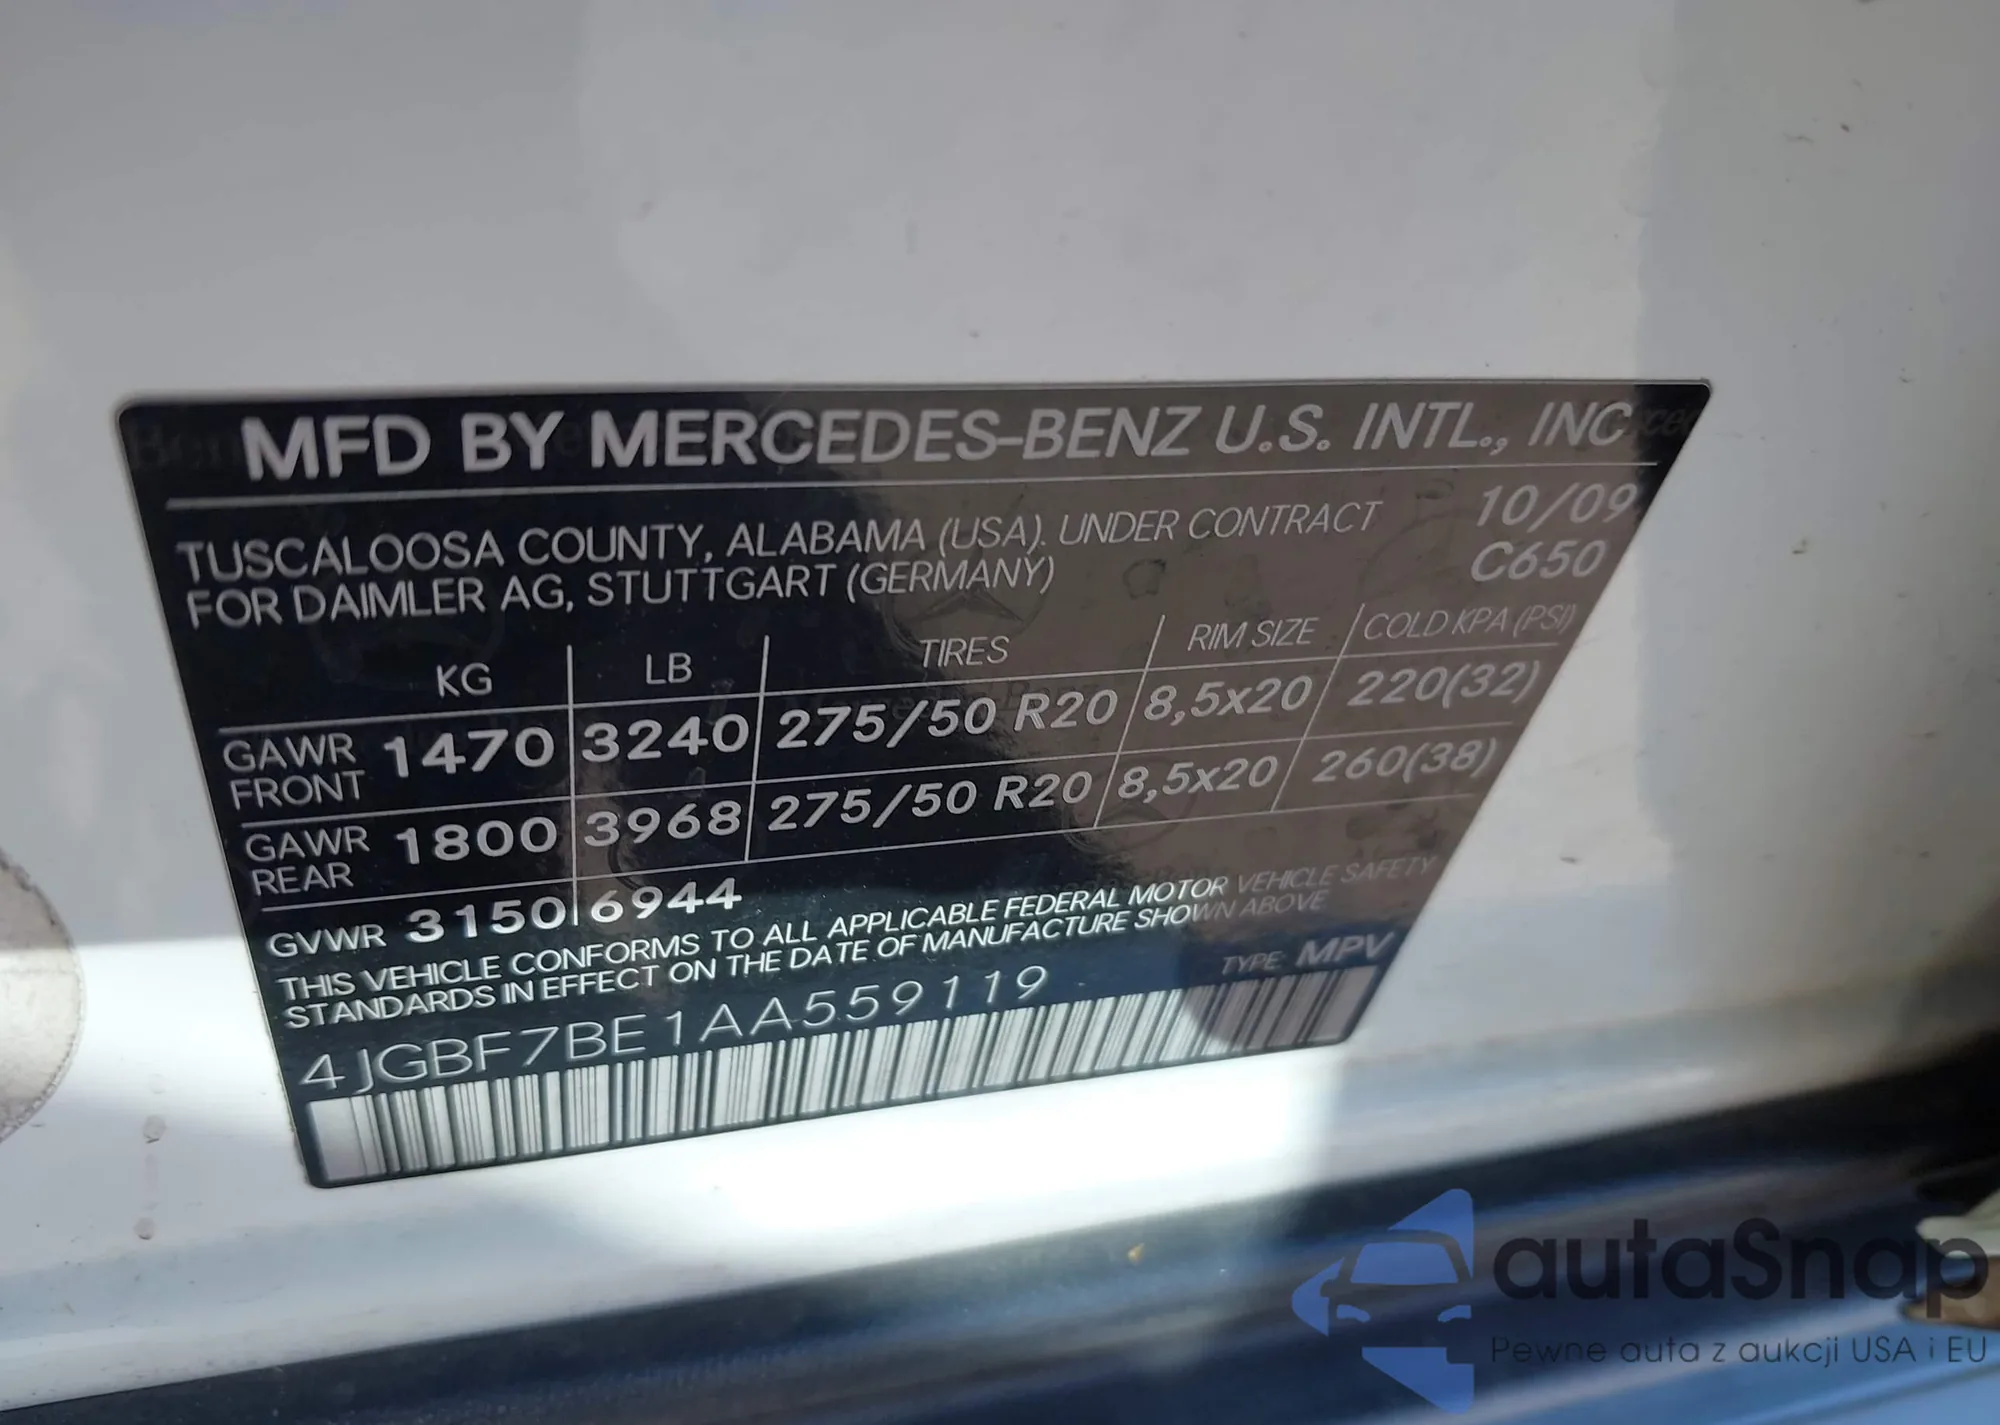 MFD BY MERCEDES-BENZ U.S. INTL., INC
TUSCALOOSA COUNTY, ALABAMA (USA). UNDER CONTRACT 10/09
FOR DAIMLER AG, STUTTGART (GERMANY) C650
KG LB TIRES RIM SIZE COLD KPA (PSI)
GAWR FRONT 1470 3240 275/50 R20 8,5x20 220(32)
GAWR REAR 1800 3968 275/50 R20 8,5x20 260(38)
GVWR 3150 6944
THIS VEHICLE CONFORMS TO ALL APPLICABLE FEDERAL MOTOR VEHICLE SAFETY
STANDARDS IN EFFECT ON THE DATE OF MANUFACTURE SHOWN ABOVE
4JGBF7BE1AA559119 TYPE: MPV
autaSnap
Pewne auta z aukcji USA i EU